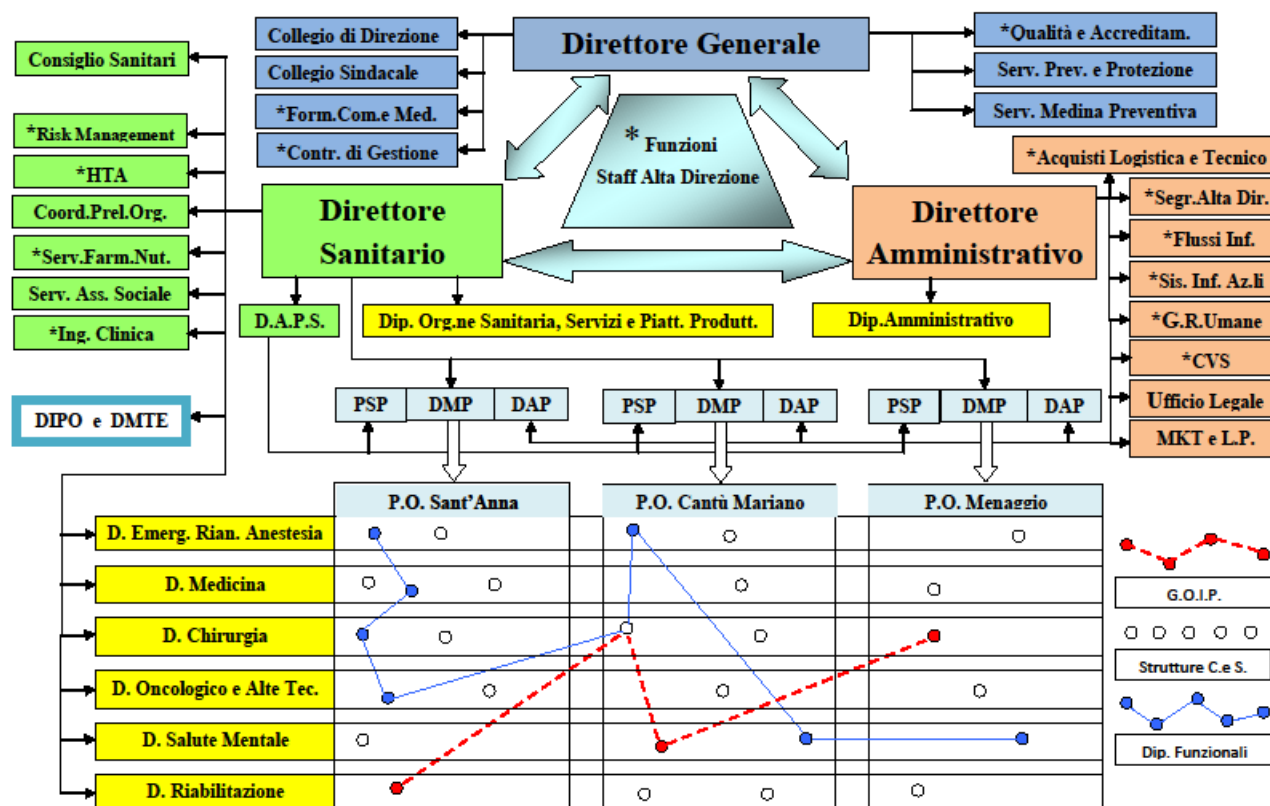 Direttore Generale
Collegio di Direzione
Collegio Sindacale
*Form.Com.e Med.
*Contr. di Gestione
*Qualità e Accreditam.
Serv. Prev. e Protezione
Serv. Medina Preventiva
Consiglio Sanitari
*Risk Management
*HTA
Coord.Prel.Org.
*Serv.Farm.Nut.
Serv. Ass. Sociale
*Ing. Clinica
DIPO e DMTE
* Funzioni
Staff Alta Direzione
Direttore
Sanitario
Direttore
Amministrativo
*Acquisti Logistica e Tecnico
*Segr.Alta Dir.
*Flussi Inf.
*Sis. Inf. Az.li
*G.R.Umane
*CVS
Ufficio Legale
MKT e L.P.
D.A.P.S.
Dip. Org.ne Sanitaria, Servizi e Piatt. Produtt.
Dip.Amministrativo
PSP DMP DAP
PSP DMP DAP
PSP DMP DAP
P.O. Sant'Anna
P.O. Cantù Mariano
P.O. Menaggio
D. Emerg. Rian. Anestesia
D. Medicina
D. Chirurgia
D. Oncologico e Alte Tec.
D. Salute Mentale
D. Riabilitazione
G.O.I.P.
Strutture C.e S.
Dip. Funzionali